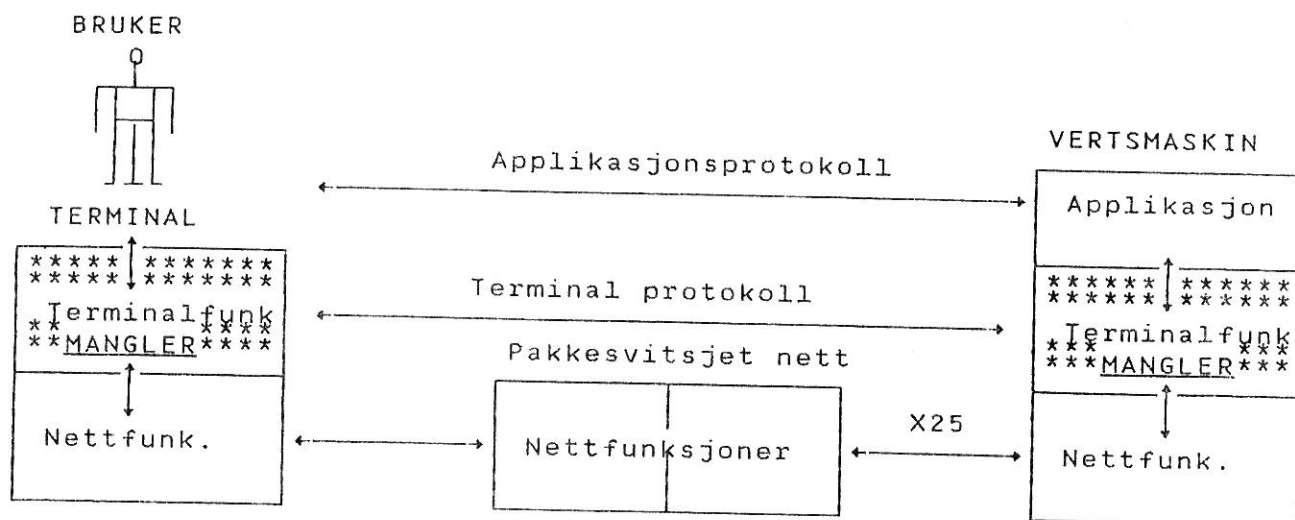 BRUKER
VERTSMASKIN
Applikasjonsprotokoll
Applikasjon
TERMINAL
***** *******
***** *******
Terminalfunk
** ****
**MANGLER****
Terminal protokoll
****** ******
****** ******
Terminalfunk
*** ***
***MANGLER***
Pakkesvitsjet nett
X25
Nettfunk.
Nettfunksjoner
Nettfunk.